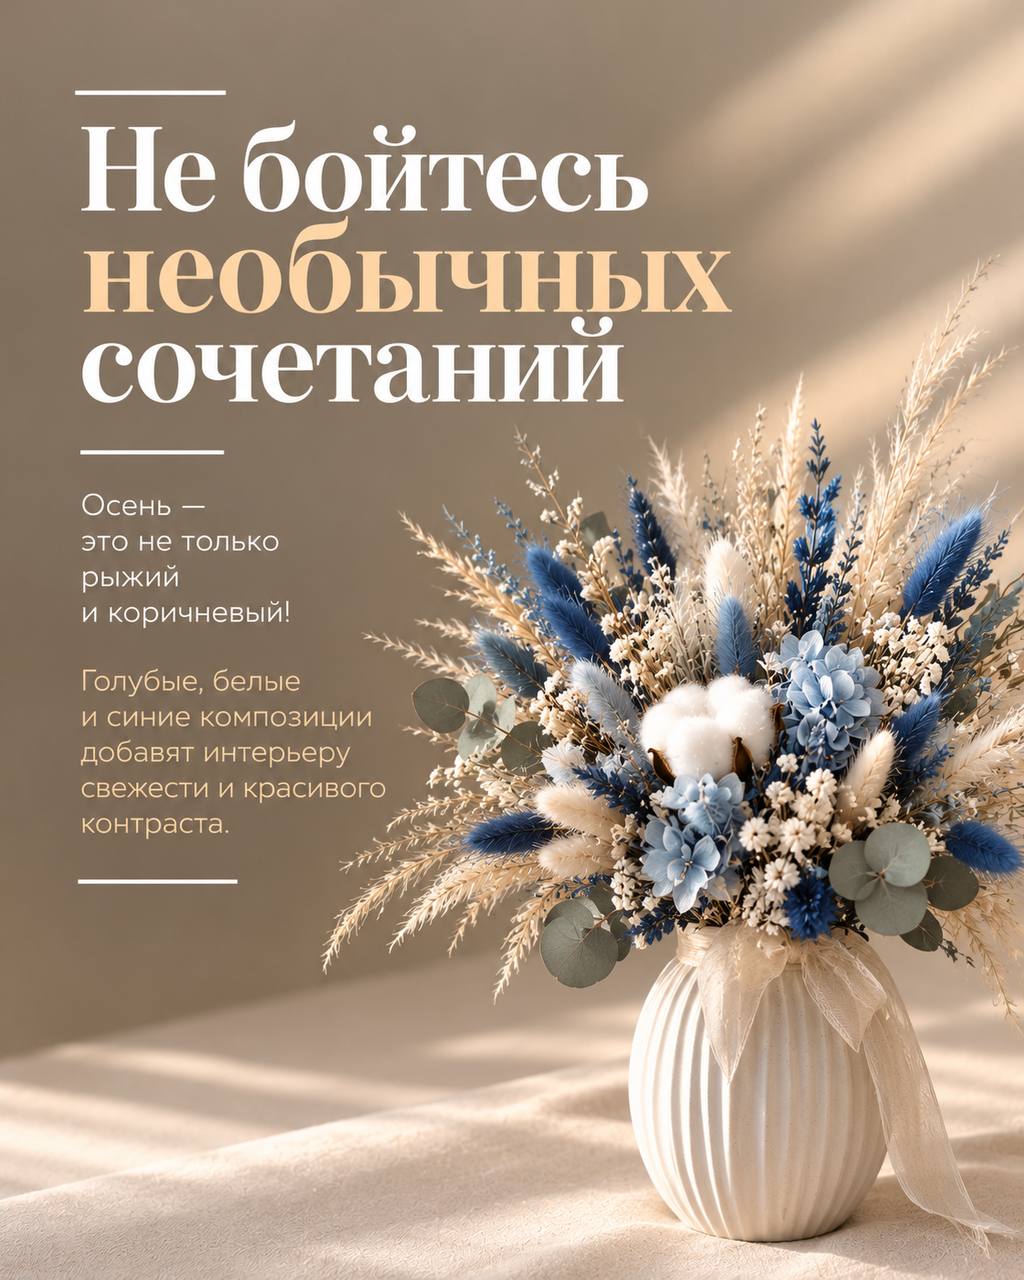 Не бойтесь
необычных
сочетаний
Осень —
это не только
рыжий
и коричневый!
Голубые, белые
и синие композиции
добавят интерьеру
свежести и красивого
контраста.